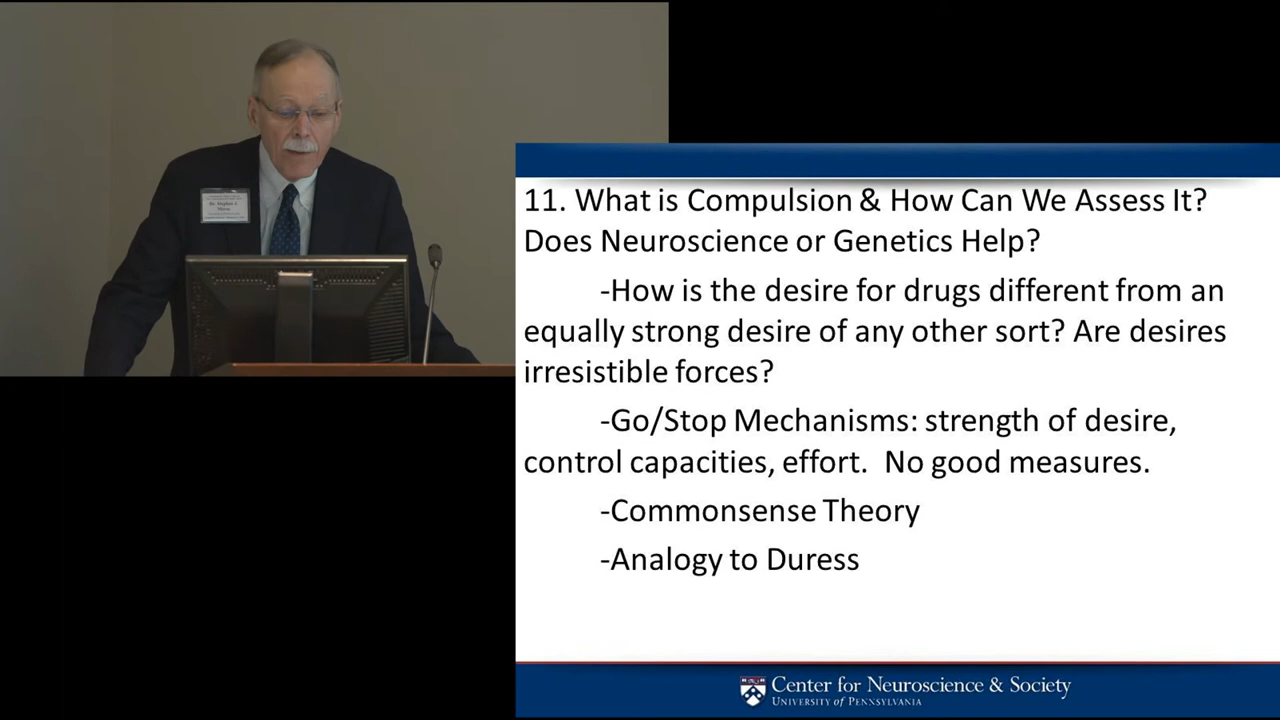 Dr. Stephen J.
11. What is Compulsion & How Can We Assess It?
Does Neuroscience or Genetics Help?
-How is the desire for drugs different from an
equally strong desire of any other sort? Are desires
irresistible forces?
-Go/Stop Mechanisms: strength of desire,
control capacities, effort.  No good measures.
-Commonsense Theory
-Analogy to Duress
Center for Neuroscience & Society
UNIVERSITY of PENNSYLVANIA